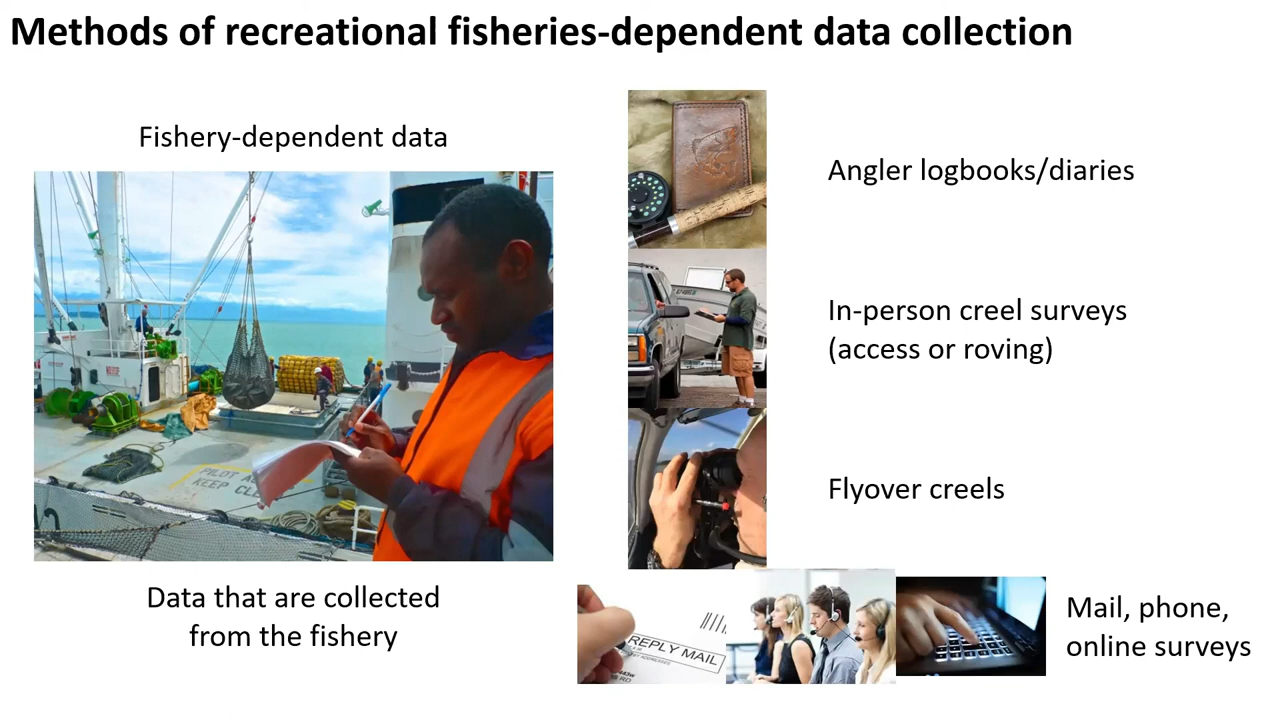 Methods of recreational fisheries-dependent data collection
Fishery-dependent data
PILOT
KEEP CLE
Data that are collected
from the fishery
Angler logbooks/diaries
In-person creel surveys
(access or roving)
Flyover creels
REPLY MAIL
Mail, phone,
online surveys